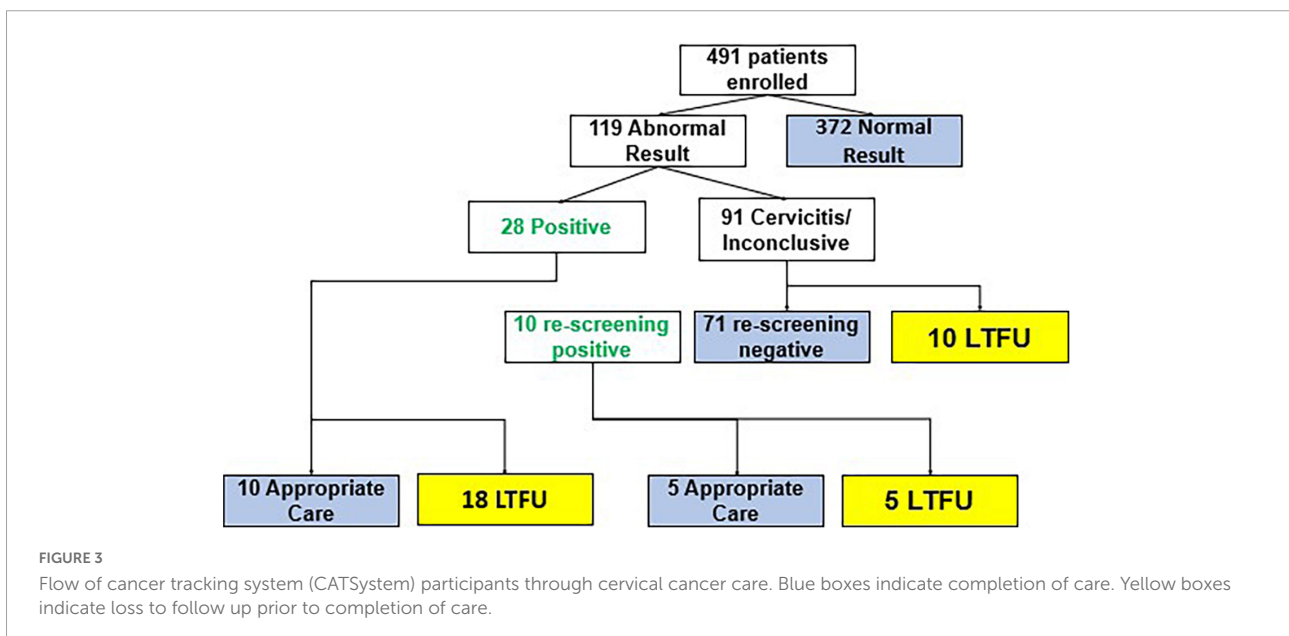 491 patients
enrolled
119 Abnormal
Result
372 Normal
Result
28 Positive
91 Cervicitis/
Inconclusive
10 re-screening
positive
71 re-screening
negative
10 LTFU
10 Appropriate
Care
18 LTFU
5 Appropriate
Care
5 LTFU
FIGURE 3
Flow of cancer tracking system (CATSystem) participants through cervical cancer care. Blue boxes indicate completion of care. Yellow boxes
indicate loss to follow up prior to completion of care.